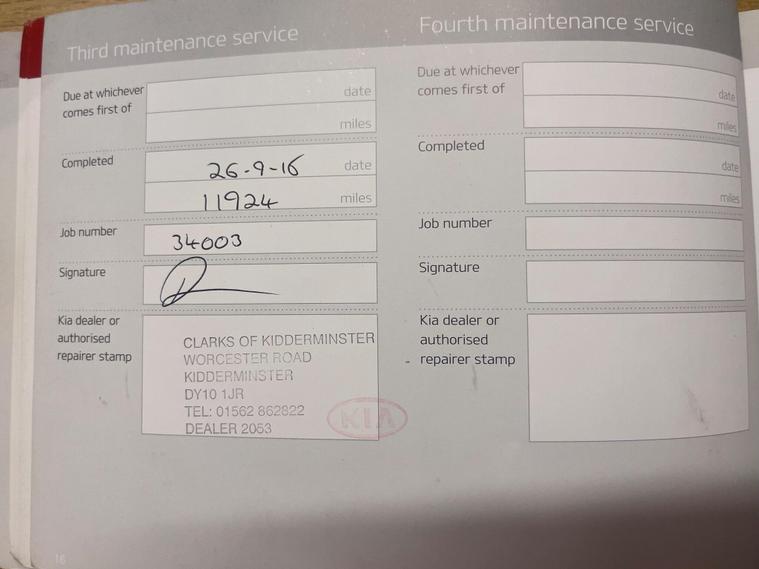 Third maintenance service
Due at whichever
comes first of
date
miles
Completed
26-9-16 date
11924 miles
Job number
34003
Signature
Kia dealer or
authorised
repairer stamp
CLARKS OF KIDDERMINSTER
WORCESTER ROAD
KIDDERMINSTER
DY10 1JR
TEL: 01562 862822
DEALER 2053
KIA
16
Fourth maintenance service
Due at whichever
comes first of
date
miles
Completed
date
miles
Job number
Signature
Kia dealer or
authorised
repairer stamp